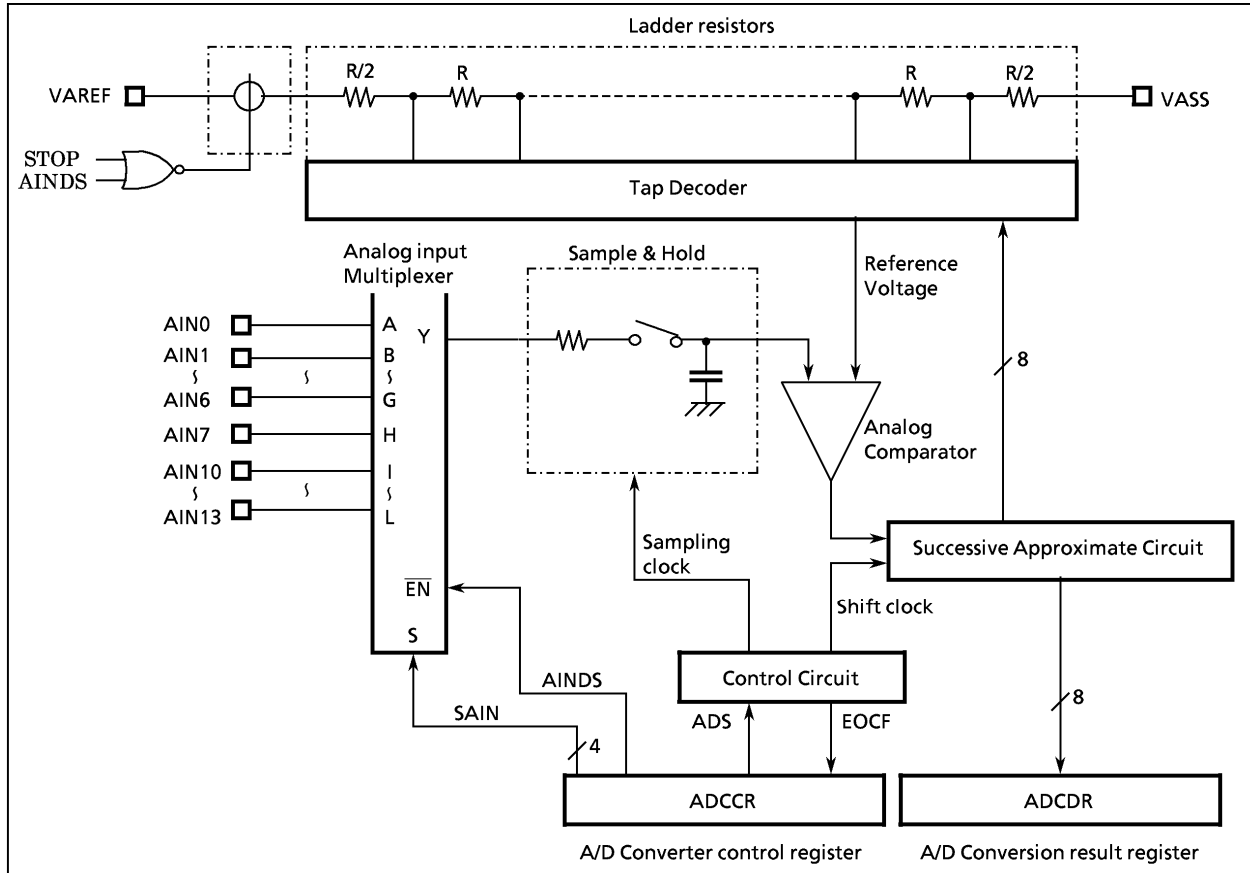 Ladder resistors
R/2
R
R
R/2
VAREF
VASS
STOP
AINDS
Tap Decoder
Analog input
Multiplexer
Sample & Hold
Reference
Voltage
AIN0
A
Y
AIN1
B
8
AIN6
G
AIN7
H
Analog
Comparator
AIN10
I
AIN13
L
Sampling
clock
Successive Approximate Circuit
EN
Shift clock
S
Control Circuit
AINDS
SAIN
ADS
EOCF
8
4
ADCCR
ADCDR
A/D Converter control register
A/D Conversion result register